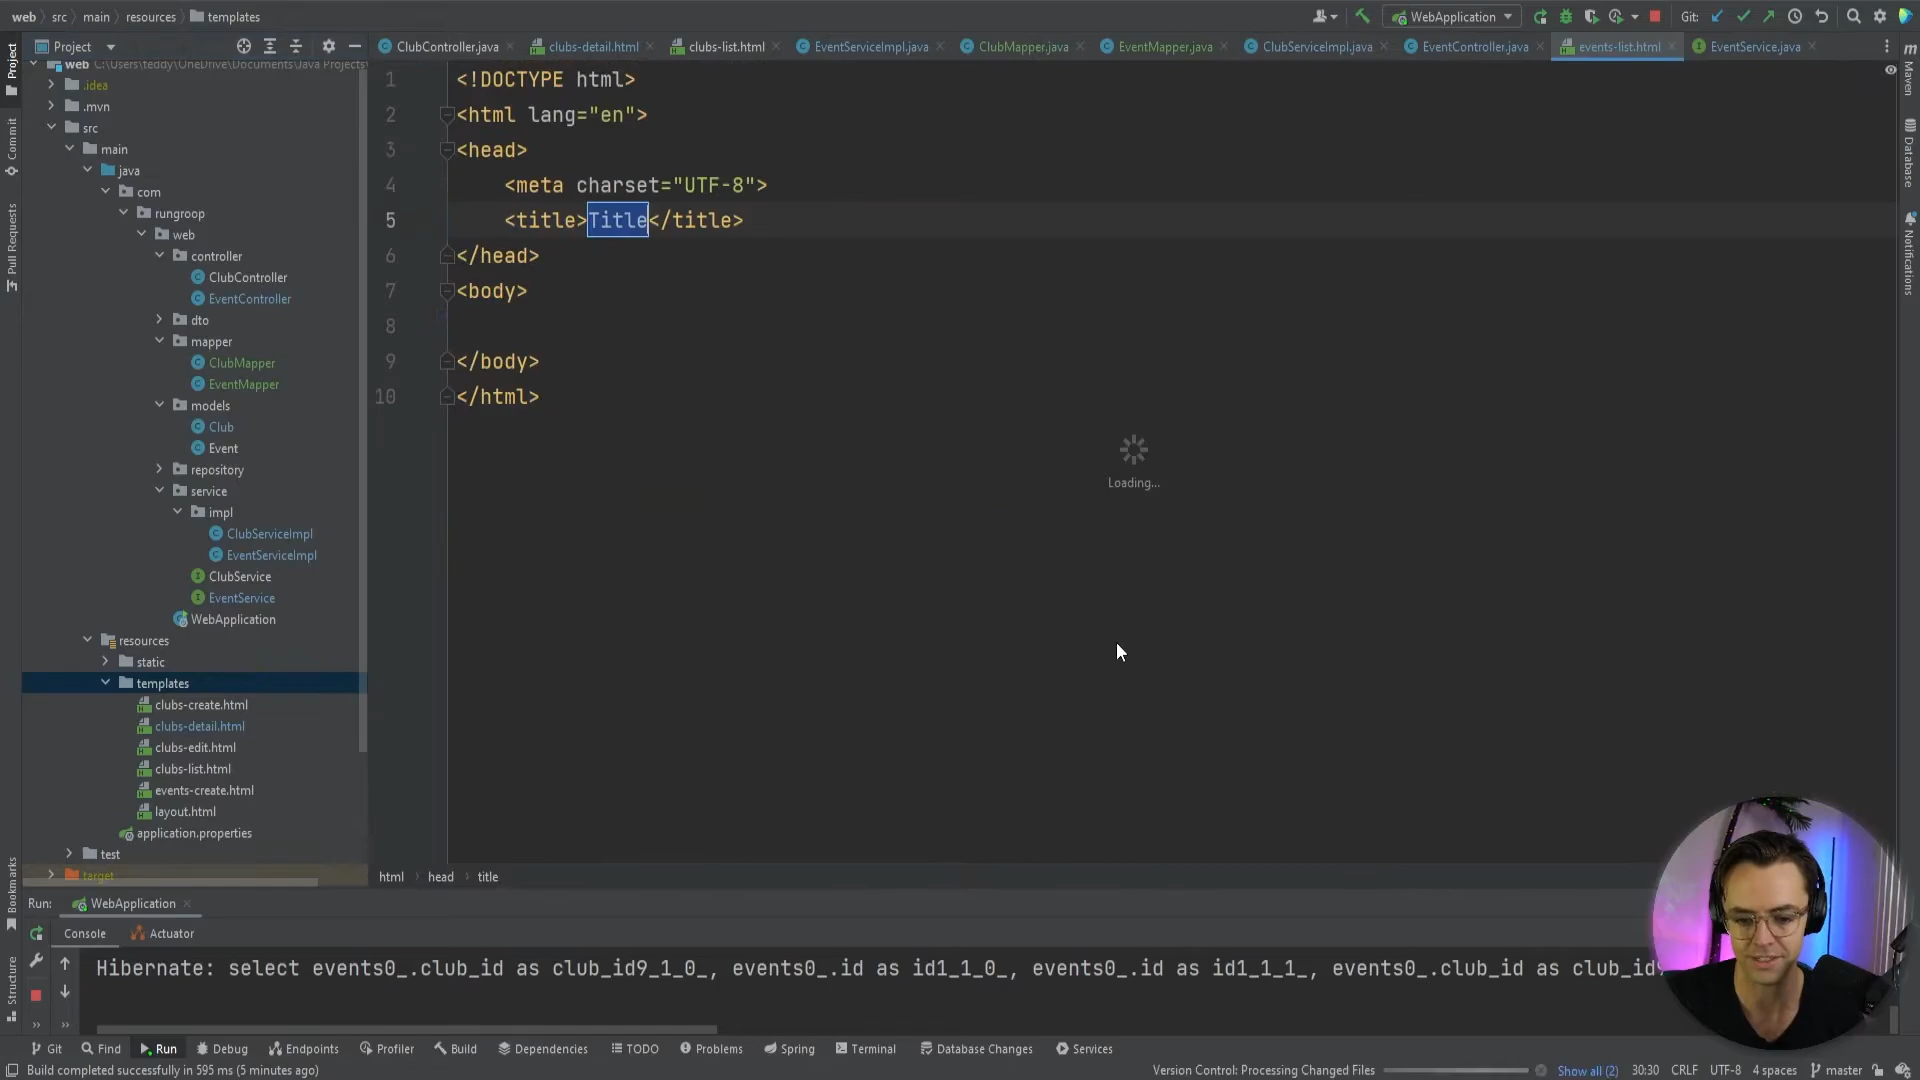 web src main resources templates WebApplication Git:
Project ClubController.java clubs-detail.html clubs-list.html EventServiceImpl.java ClubMapper.java EventMapper.java ClubServiceImpl.java EventController.java events-list.html EventService.java
web C:\Users\teddy\OneDrive\Documents\Java Projects\
.idea
.mvn
src
main
java
com
rungroop
web
controller
ClubController
EventController
dto
mapper
ClubMapper
EventMapper
models
Club
Event
repository
service
impl
ClubServiceImpl
EventServiceImpl
ClubService
EventService
WebApplication
resources
static
templates
clubs-create.html
clubs-detail.html
clubs-edit.html
clubs-list.html
events-create.html
layout.html
application.properties
test
target
1 <!DOCTYPE html>
2 <html lang="en">
3 <head>
4 <meta charset="UTF-8">
5 <title>Title</title>
6 </head>
7 <body>
8
9 </body>
10 </html>
Loading...
html head title
Project
Commit
Pull Requests
Bookmarks
Structure
Maven
Database
Notifications
Run: WebApplication
Console Actuator
Hibernate: select events0_.club_id as club_id9_1_0_, events0_.id as id1_1_0_, events0_.id as id1_1_1_, events0_.club_id as club_id9
Git Find Run Debug Endpoints Profiler Build Dependencies TODO Problems Spring Terminal Database Changes Services
Build completed successfully in 595 ms (5 minutes ago) Version Control: Processing Changed Files Show all (2) 30:30 CRLF UTF-8 4 spaces master